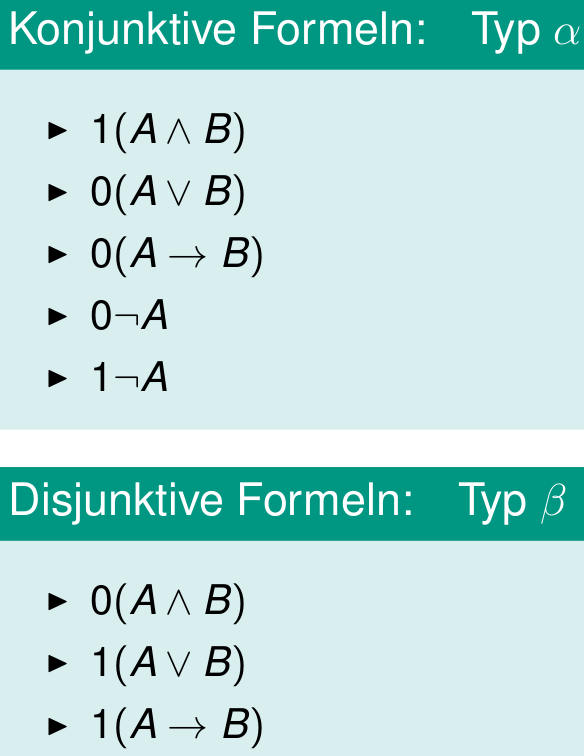 Konjunktive Formeln: Typ α
▶ 1(A ∧ B)
▶ 0(A ∨ B)
▶ 0(A → B)
▶ 0¬A
▶ 1¬A
Disjunktive Formeln: Typ β
▶ 0(A ∧ B)
▶ 1(A ∨ B)
▶ 1(A → B)